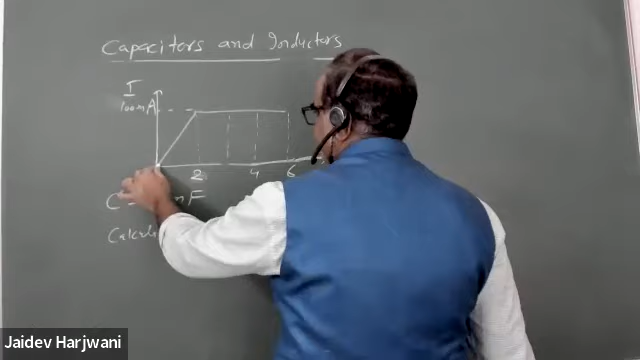 Capacitors and Inductors
I
100mA
2 4 6
C = F
Jaidev Harjwani